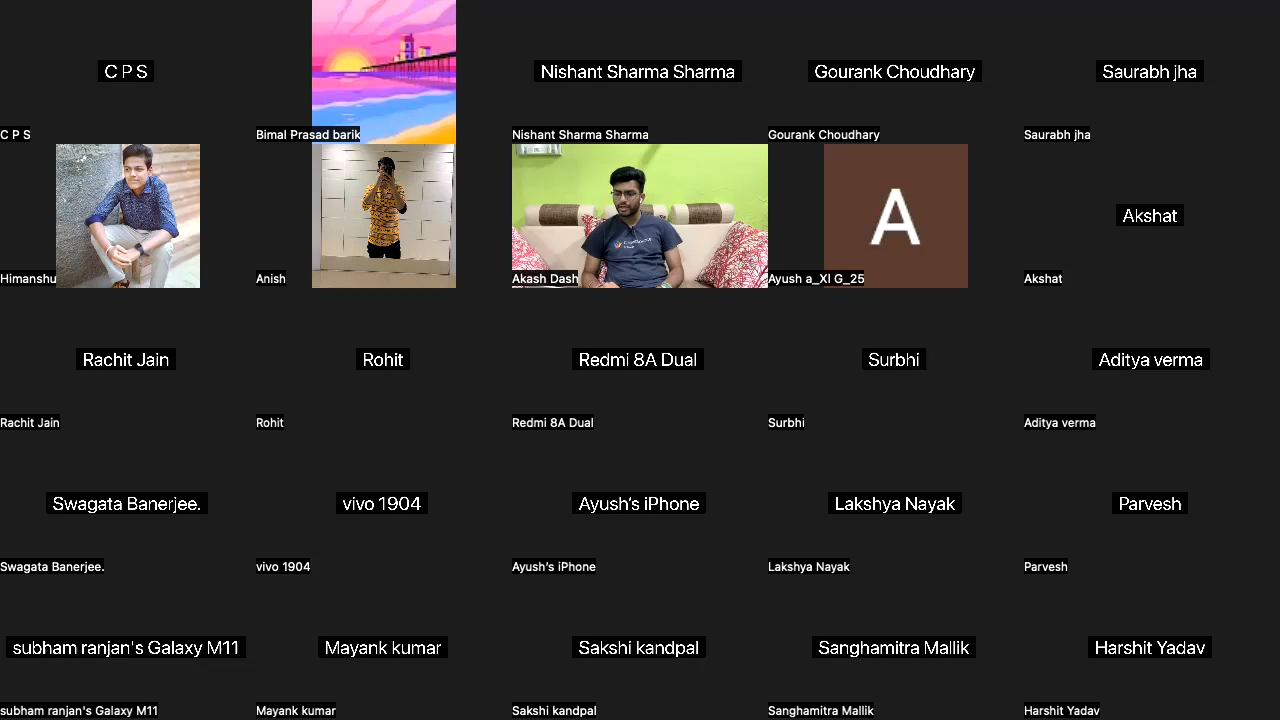 C P S
Nishant Sharma Sharma
Gourank Choudhary
Saurabh jha
C P S
Bimal Prasad barik
Nishant Sharma Sharma
Gourank Choudhary
Saurabh jha
A
Akshat
Himanshu
Anish
Akash Dash
Ayush a_XI G_25
Akshat
Rachit Jain
Rohit
Redmi 8A Dual
Surbhi
Aditya verma
Rachit Jain
Rohit
Redmi 8A Dual
Surbhi
Aditya verma
Swagata Banerjee.
vivo 1904
Ayush’s iPhone
Lakshya Nayak
Parvesh
Swagata Banerjee.
vivo 1904
Ayush’s iPhone
Lakshya Nayak
Parvesh
subham ranjan's Galaxy M11
Mayank kumar
Sakshi kandpal
Sanghamitra Mallik
Harshit Yadav
subham ranjan's Galaxy M11
Mayank kumar
Sakshi kandpal
Sanghamitra Mallik
Harshit Yadav